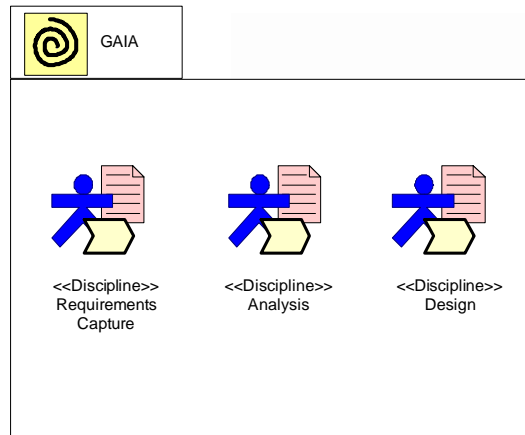 GAIA
<<Discipline>>
Requirements
Capture
<<Discipline>>
Analysis
<<Discipline>>
Design